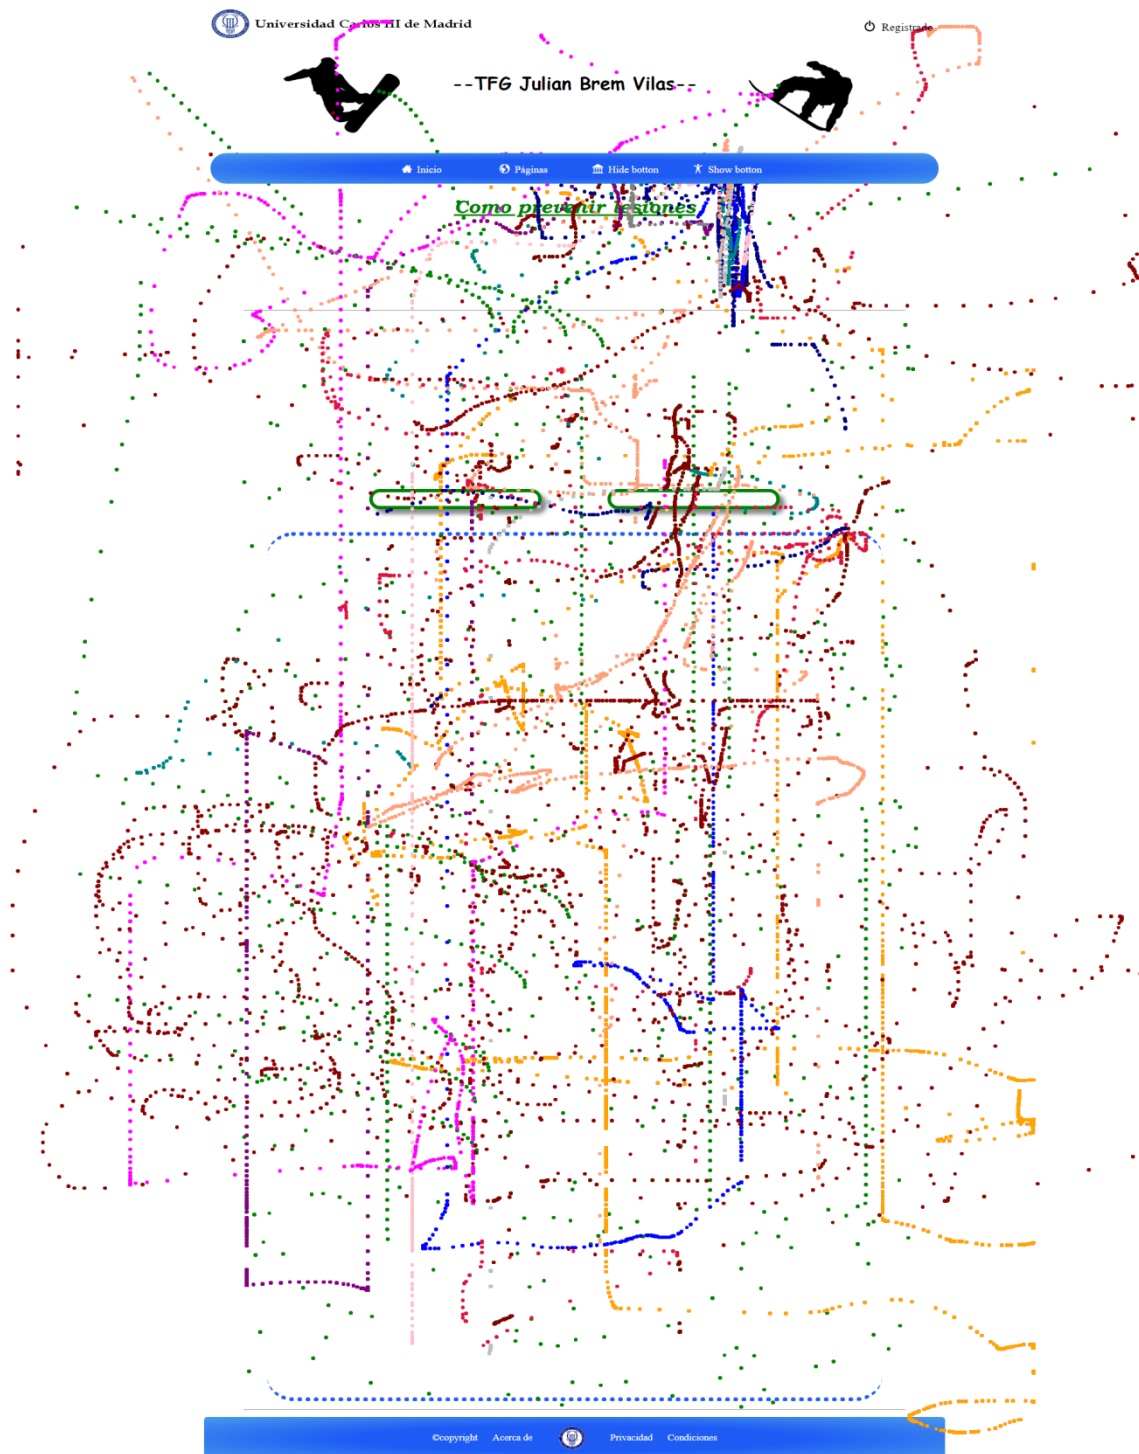 Universidad Carlos III de Madrid
Registrado
--TFG Julian Brem Vilas--
Inicio
Páginas
Hide botton
Show botton
Como prevenir lesiones
©copyright
Acerca de
Privacidad
Condiciones